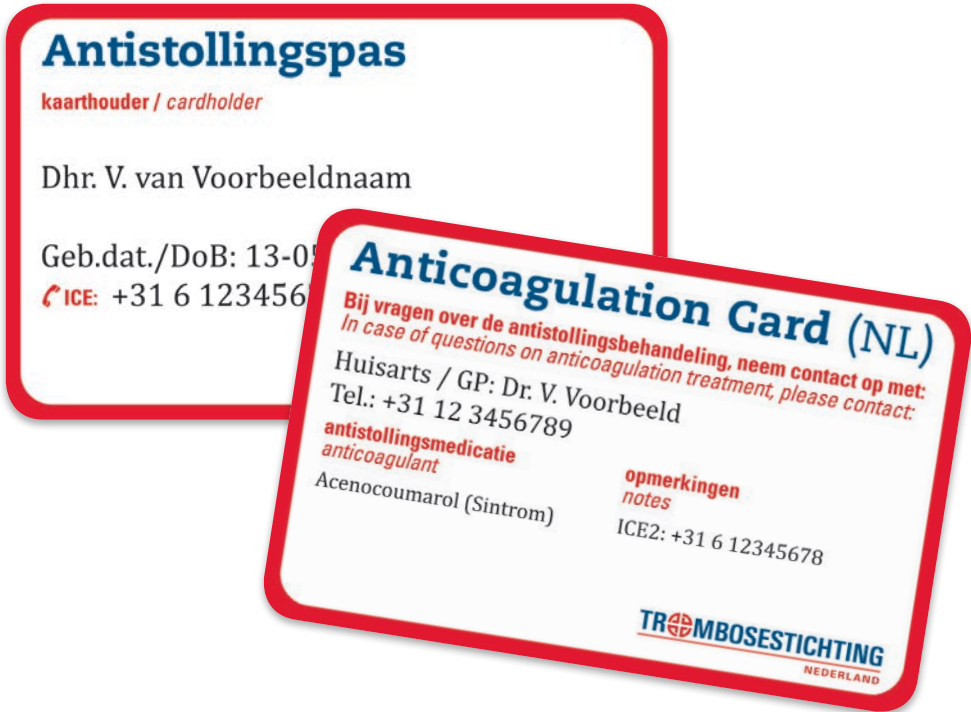 Antistollingspas
kaarthouder / cardholder
Dhr. V. van Voorbeeldnaam
Geb.dat./DoB: 13-05
ICE: +31 6 123456
Anticoagulation Card (NL)
Bij vragen over de antistollingsbehandeling, neem contact op met:
In case of questions on anticoagulation treatment, please contact:
Huisarts / GP: Dr. V. Voorbeeld
Tel.: +31 12 3456789
antistollingsmedicatie
anticoagulant
Acenocoumarol (Sintrom)
opmerkingen
notes
ICE2: +31 6 12345678
TROMBOSESTICHTING
NEDERLAND